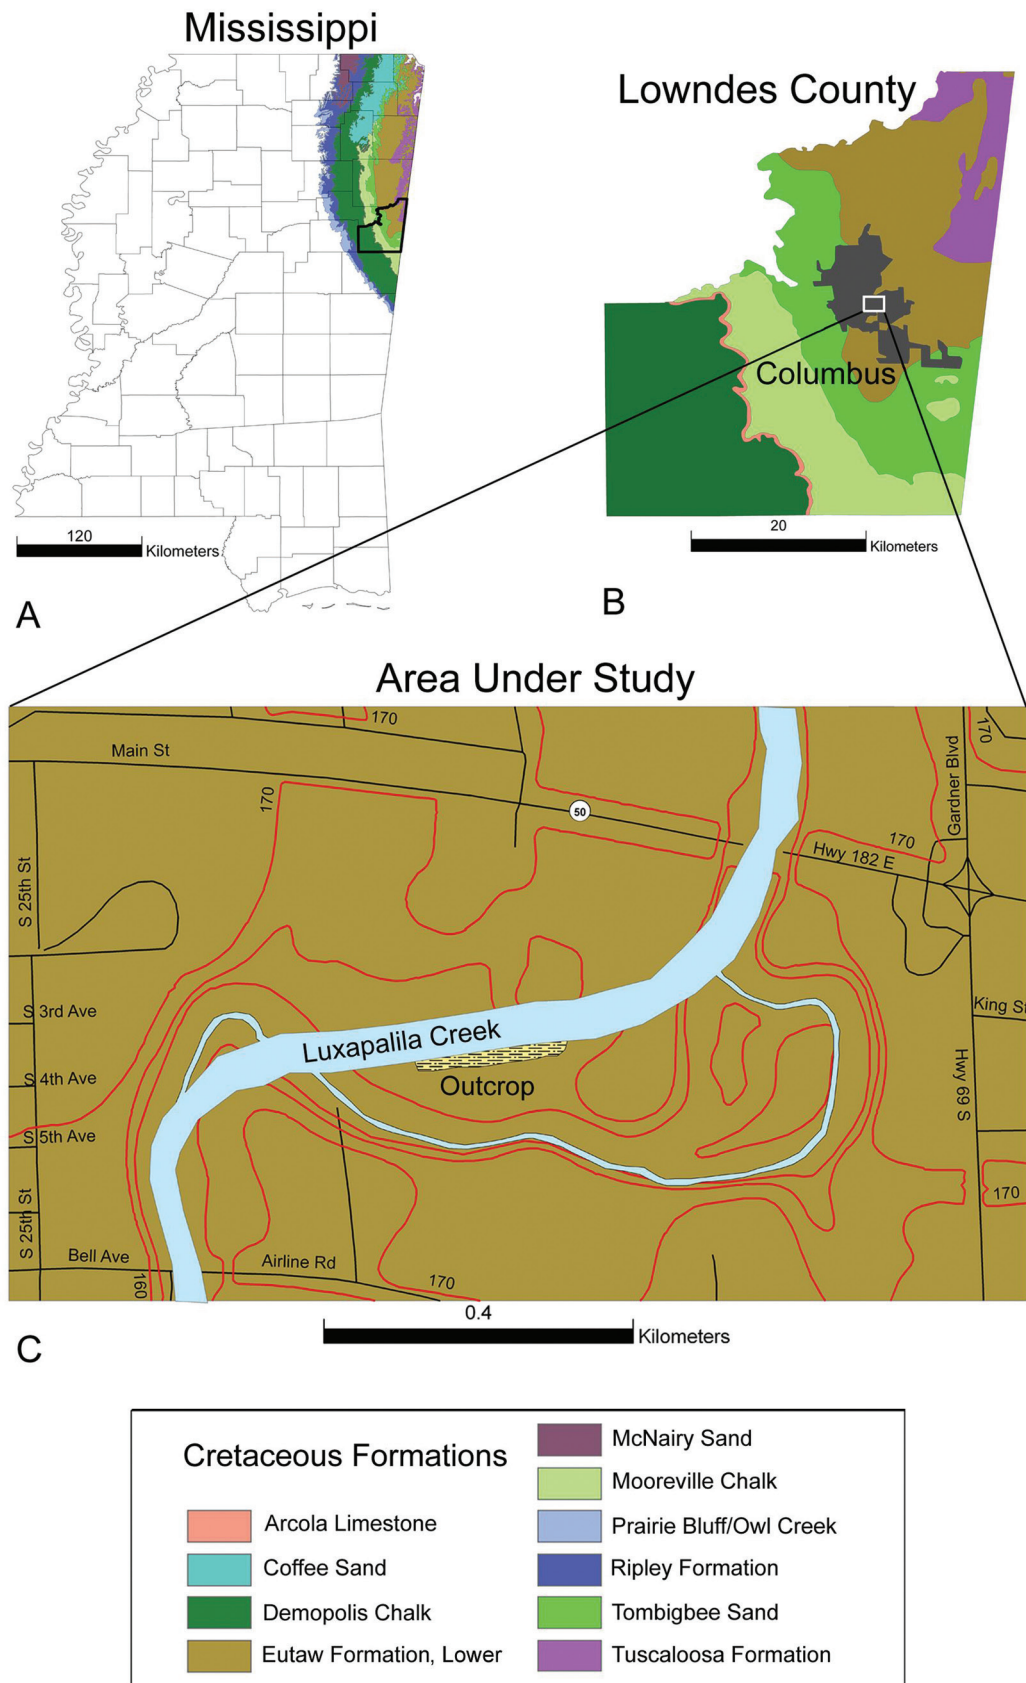 Mississippi
120
Kilometers
A
Lowndes County
Columbus
20
Kilometers
B
Area Under Study
170
Main St
170
50
170
Gardner Blvd
170
Hwy 182 E
S 25th St
S 3rd Ave
King St
Luxapalila Creek
S 4th Ave
Outcrop
Hwy 69 S
S 5th Ave
S 25th St
170
Bell Ave
Airline Rd
160
170
0.4
Kilometers
C
Cretaceous Formations
Arcola Limestone
Coffee Sand
Demopolis Chalk
Eutaw Formation, Lower
McNairy Sand
Mooreville Chalk
Prairie Bluff/Owl Creek
Ripley Formation
Tombigbee Sand
Tuscaloosa Formation